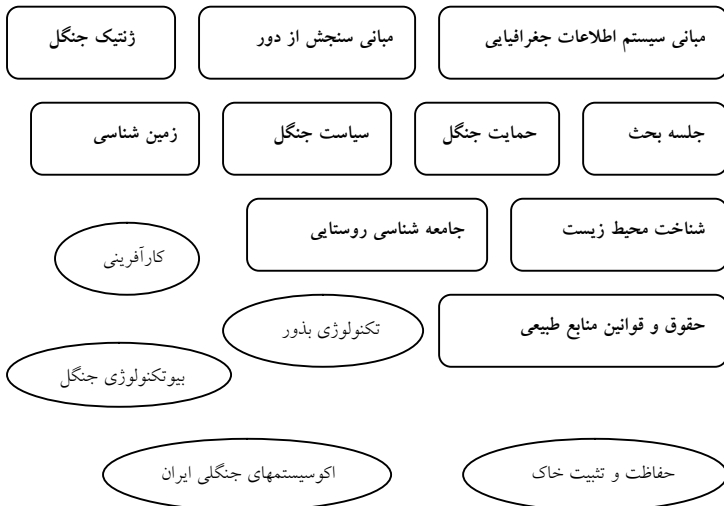 مبانی سیستم اطلاعات جغرافیایی
مبانی سنجش از دور
ژنتیک جنگل
جلسه بحث
حمایت جنگل
سیاست جنگل
زمین شناسی
شناخت محیط زیست
جامعه شناسی روستایی
کارآفرینی
حقوق و قوانین منابع طبیعی
تکنولوژی بذور
بیوتکنولوژی جنگل
حفاظت و تثبیت خاک
اکوسیستمهای جنگلی ایران